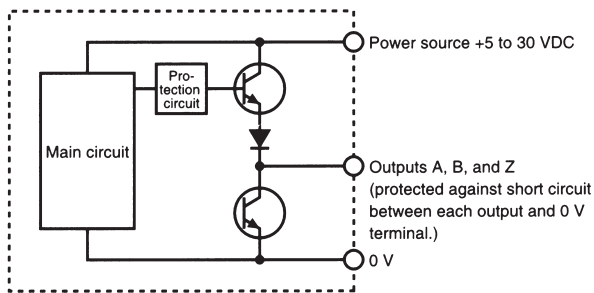 Power source +5 to 30 VDC
Pro-
tection
circuit
Main circuit
Outputs A, B, and Z
(protected against short circuit
between each output and 0 V
terminal.)
0 V